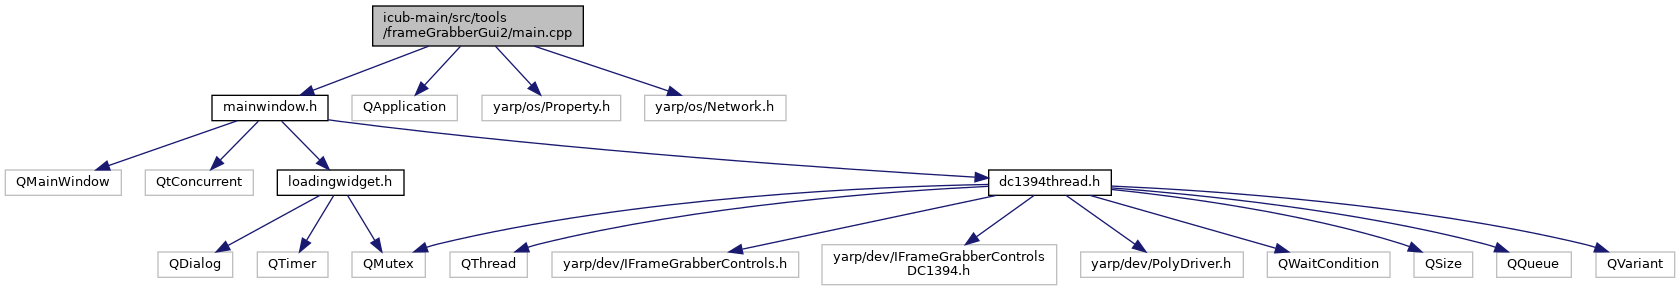 icub-main/src/tools
/frameGrabberGui2/main.cpp
mainwindow.h
QApplication
yarp/os/Property.h
yarp/os/Network.h
QMainWindow
QtConcurrent
loadingwidget.h
dc1394thread.h
QDialog
QTimer
QMutex
QThread
yarp/dev/IFrameGrabberControls.h
yarp/dev/IFrameGrabberControls
DC1394.h
yarp/dev/PolyDriver.h
QWaitCondition
QSize
QQueue
QVariant